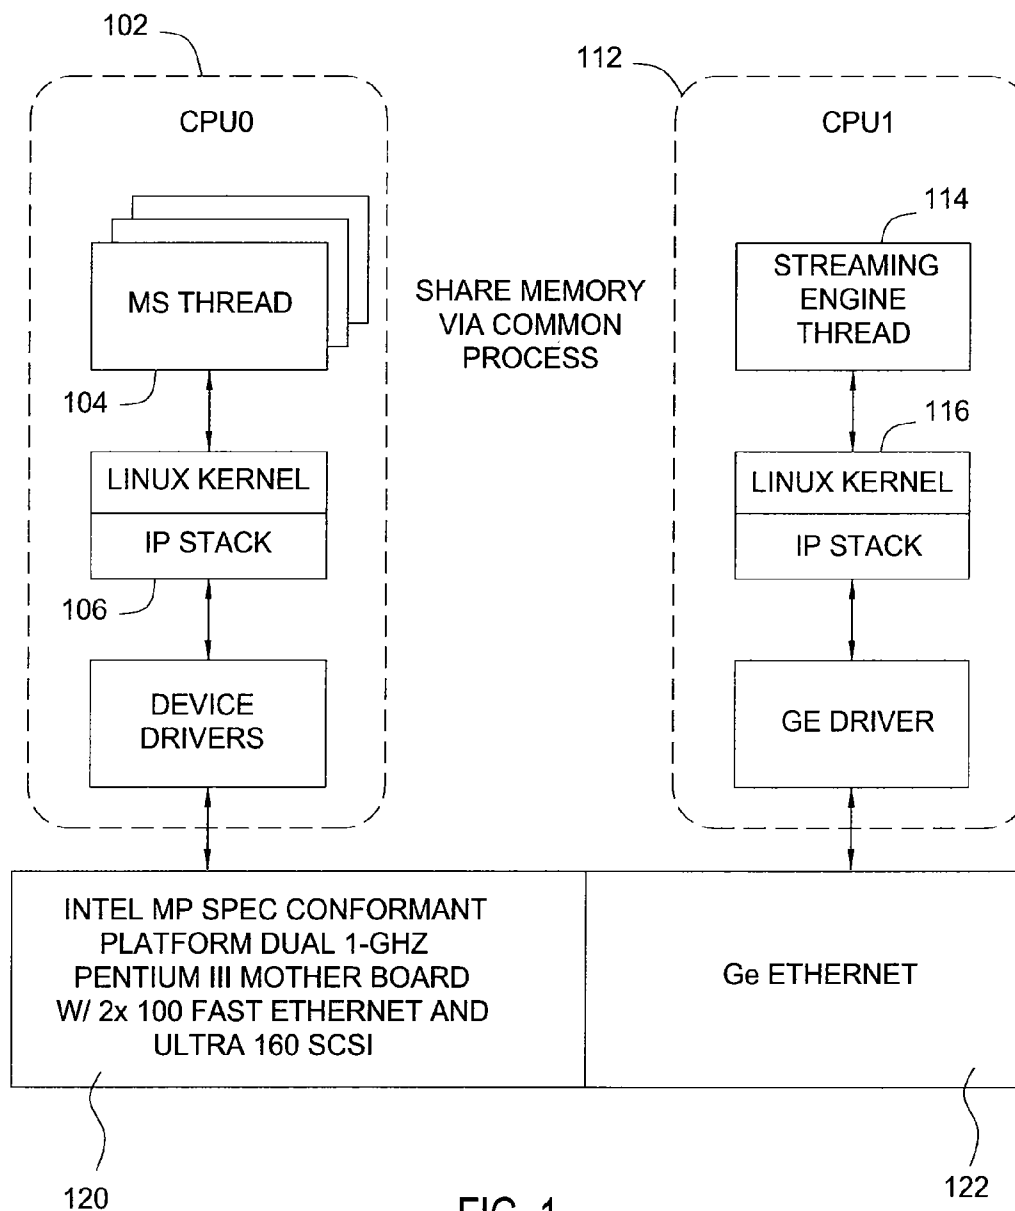 102
112
CPU0
CPU1
114
MS THREAD
SHARE MEMORY
VIA COMMON
PROCESS
STREAMING
ENGINE
THREAD
104
116
LINUX KERNEL
IP STACK
LINUX KERNEL
IP STACK
106
DEVICE
DRIVERS
GE DRIVER
INTEL MP SPEC CONFORMANT
PLATFORM DUAL 1-GHZ
PENTIUM III MOTHER BOARD
W/ 2x 100 FAST ETHERNET AND
ULTRA 160 SCSI
Ge ETHERNET
120
122
FIG. 1